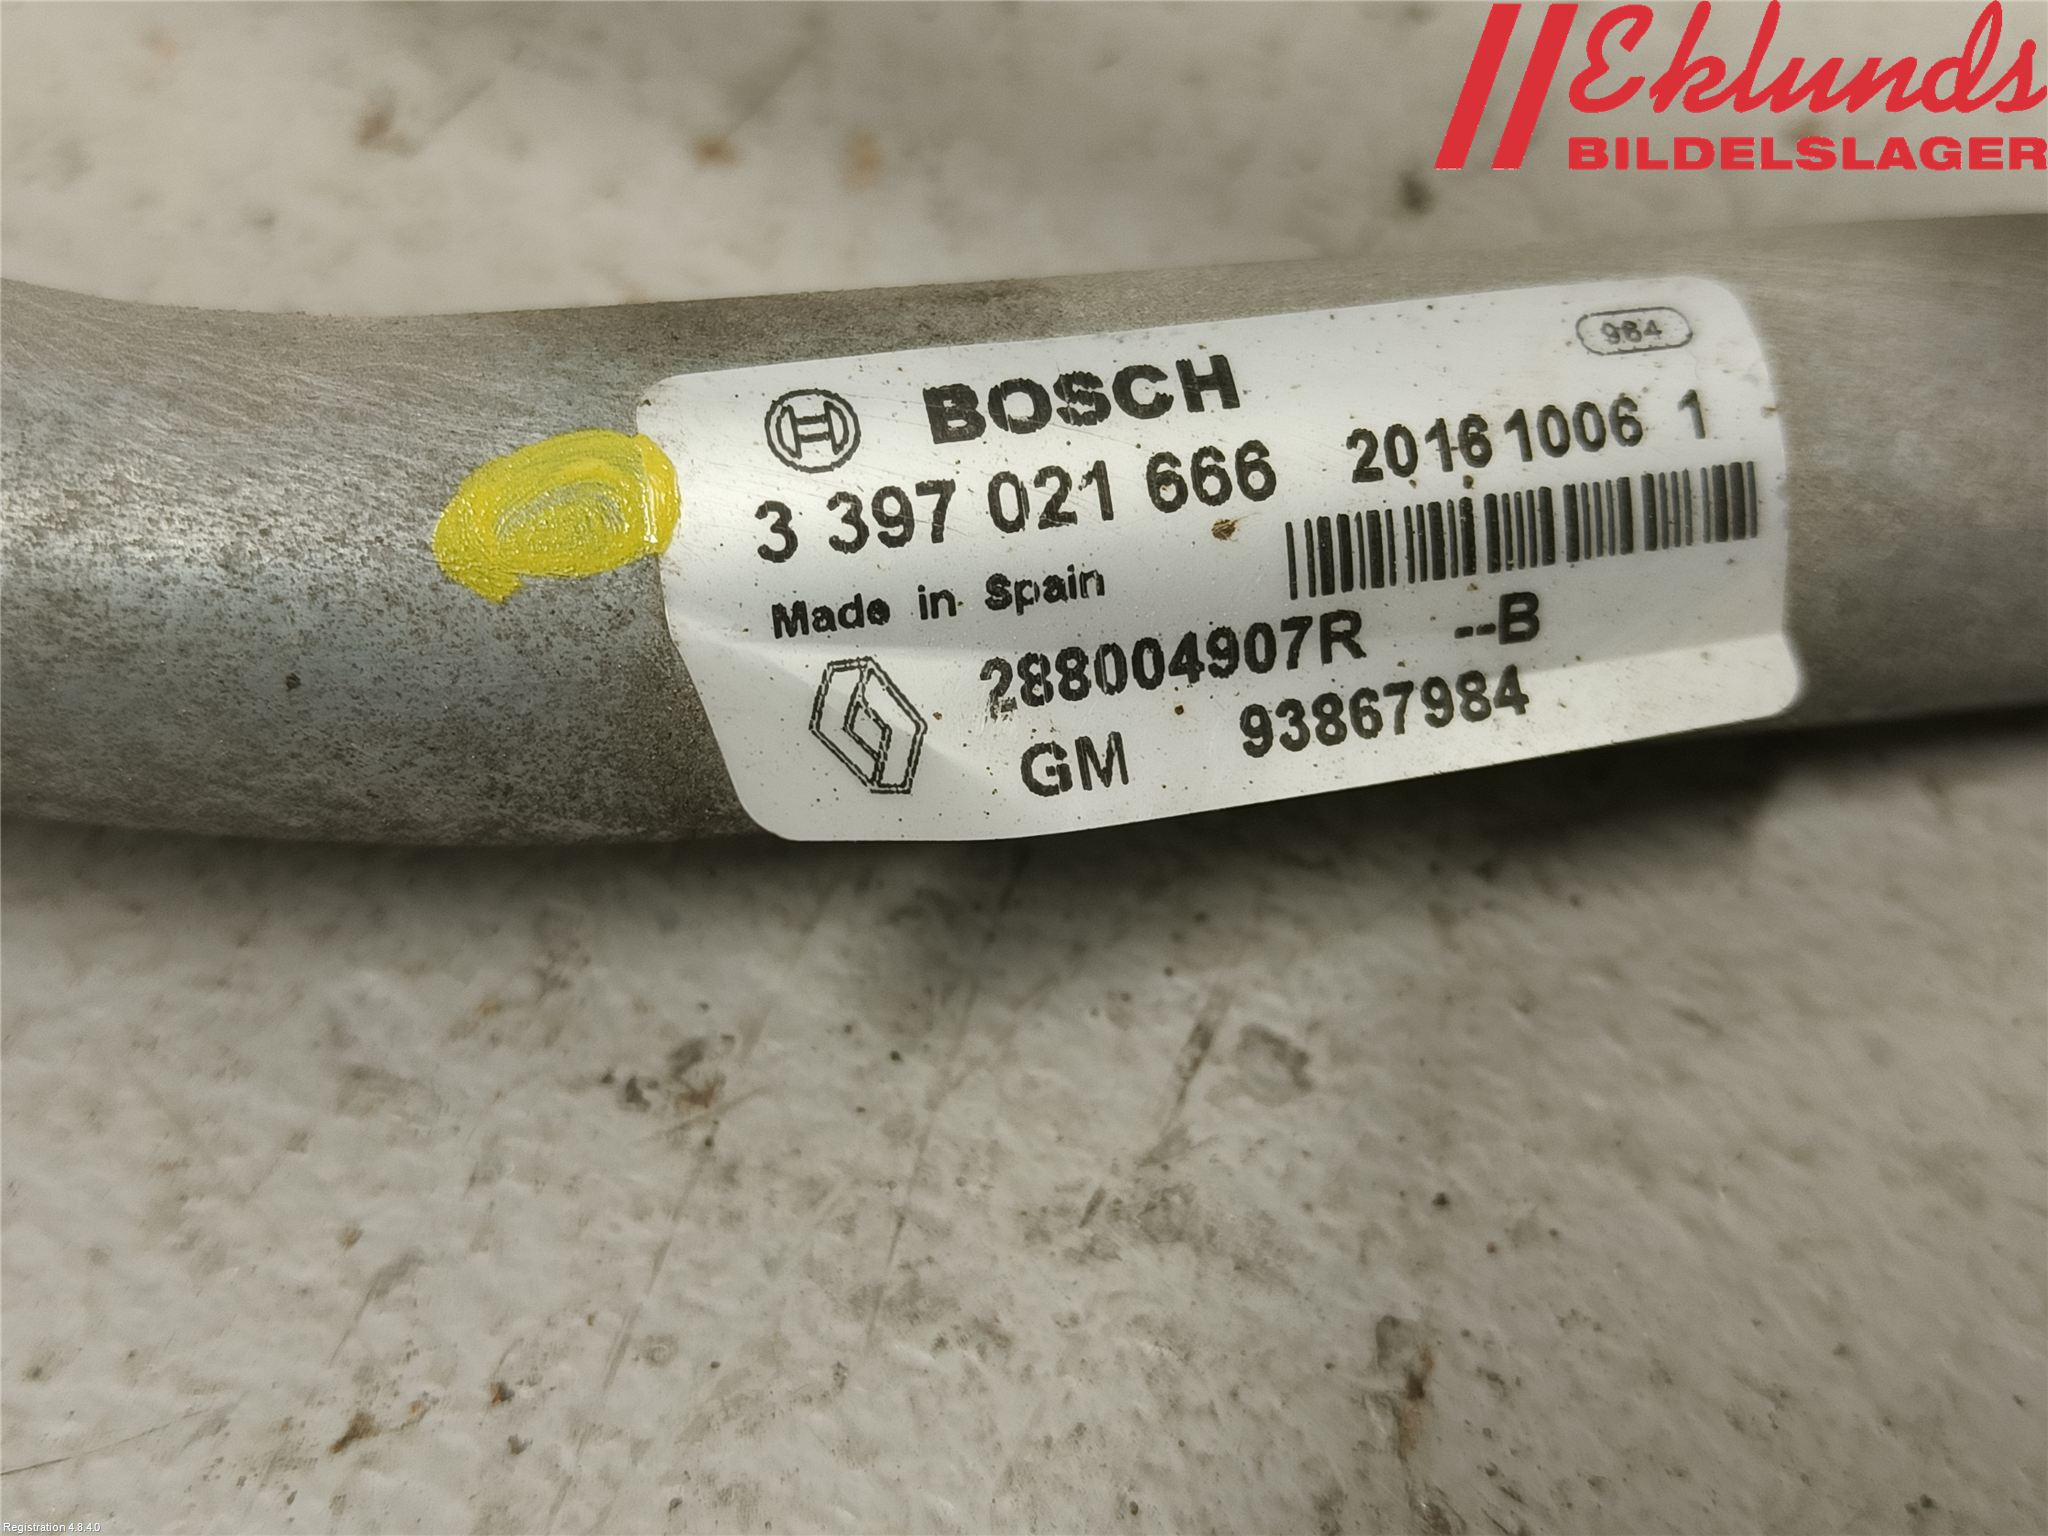 Eklunds
BILDELSLAGER
964
BOSCH
3 397 021 666 20161006 1
Made in Spain
288004907R --B
GM 93867984
Registration 4.8.4.0